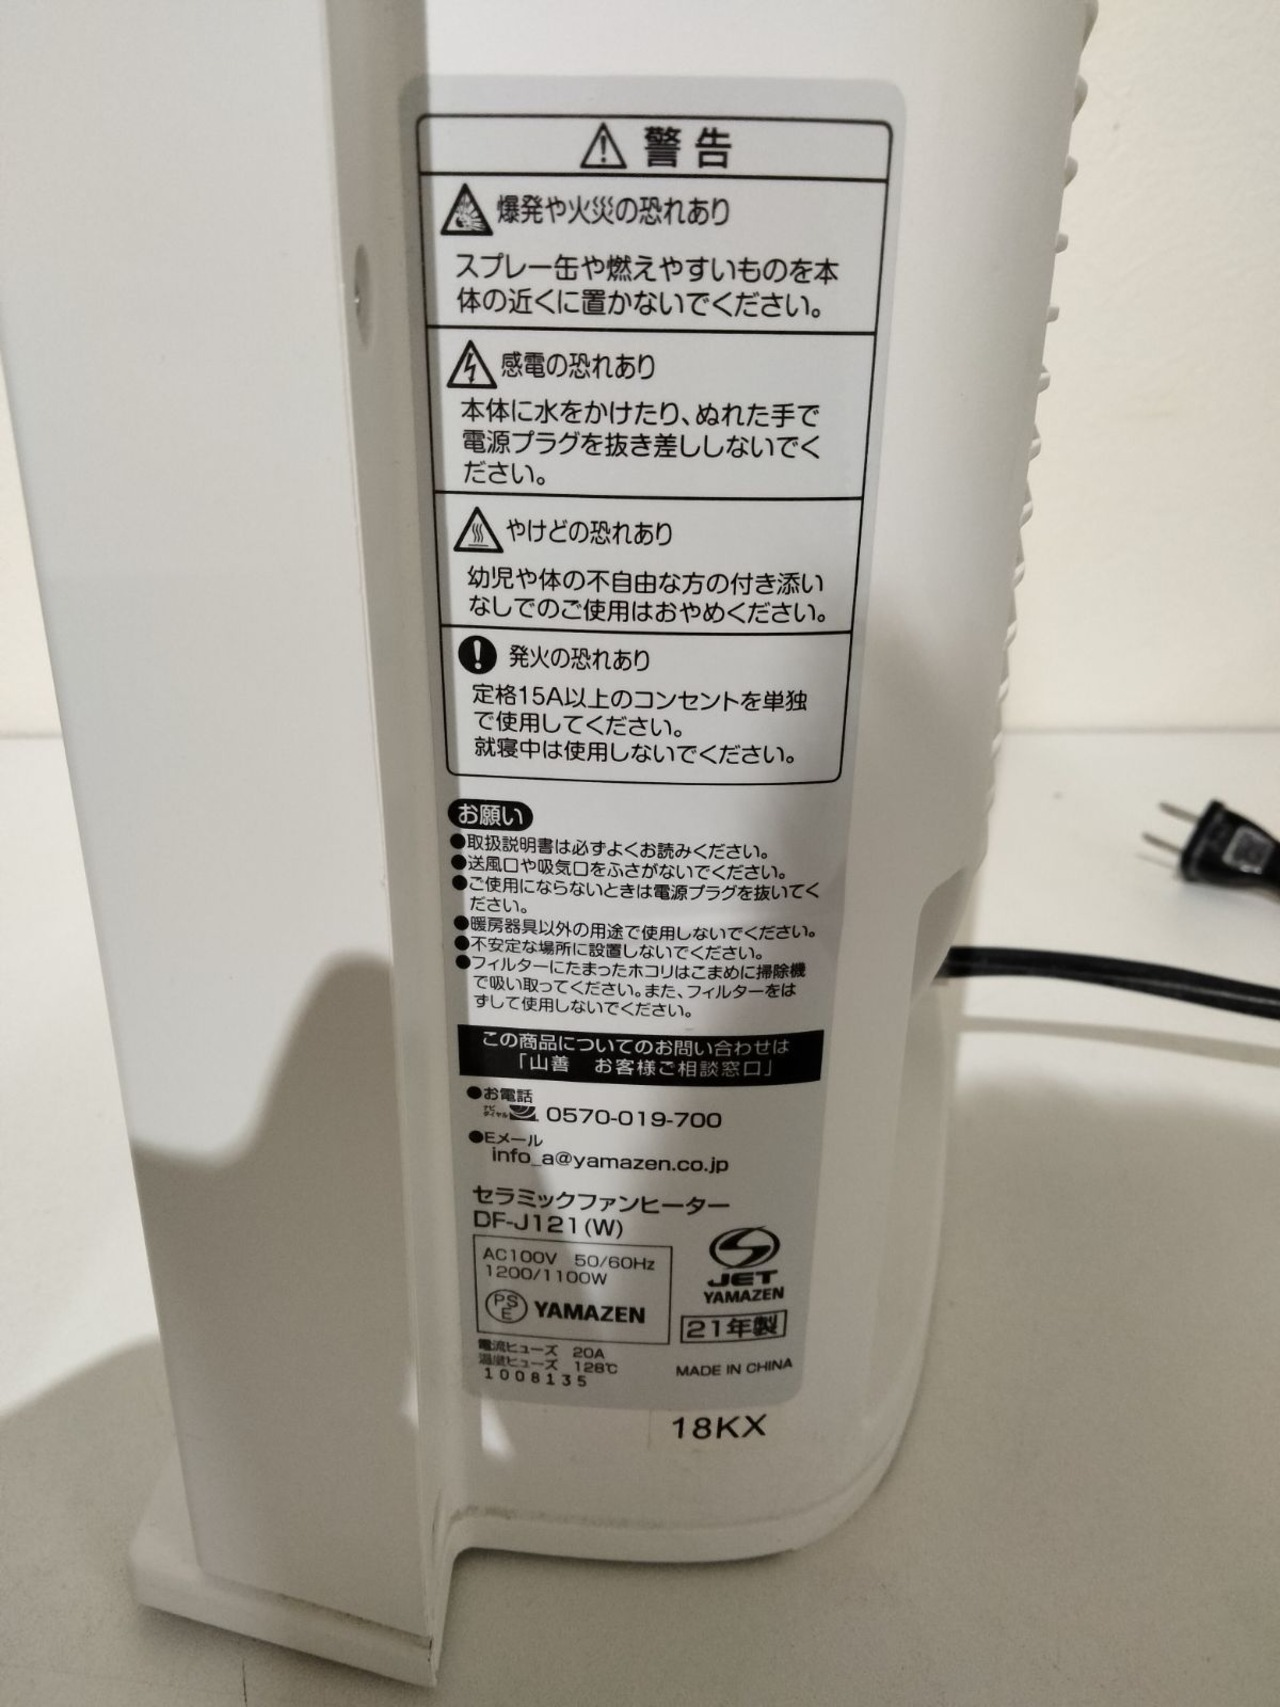 警告
爆発や火災の恐れあり
スプレー缶や燃えやすいものを本
体の近くに置かないでください。
感電の恐れあり
本体に水をかけたり、ぬれた手で
電源プラグを抜き差ししないでく
ださい。
やけどの恐れあり
幼児や体の不自由な方の付き添い
なしでのご使用はおやめください。
発火の恐れあり
定格15A以上のコンセントを単独
で使用してください。
就寝中は使用しないでください。
お願い
●取扱説明書は必ずよくお読みください。
●送風口や吸気口をふさがないでください。
●ご使用にならないときは電源プラグを抜いてく
ださい。
●暖房器具以外の用途で使用しないでください。
●不安定な場所に設置しないでください。
●フィルターにたまったホコリはこまめに掃除機
で吸い取ってください。また、フィルターをは
ずして使用しないでください。
この商品についてのお問い合わせは
「山善　お客様ご相談窓口」
●お電話
ナビダイヤル 0570-019-700
●Eメール
info_a@yamazen.co.jp
セラミックファンヒーター
DF-J121(W)
AC100V 50/60Hz
1200/1100W
PSE YAMAZEN
JET
YAMAZEN
21年製
電流ヒューズ 20A
温度ヒューズ 128℃
1008135
MADE IN CHINA
18KX